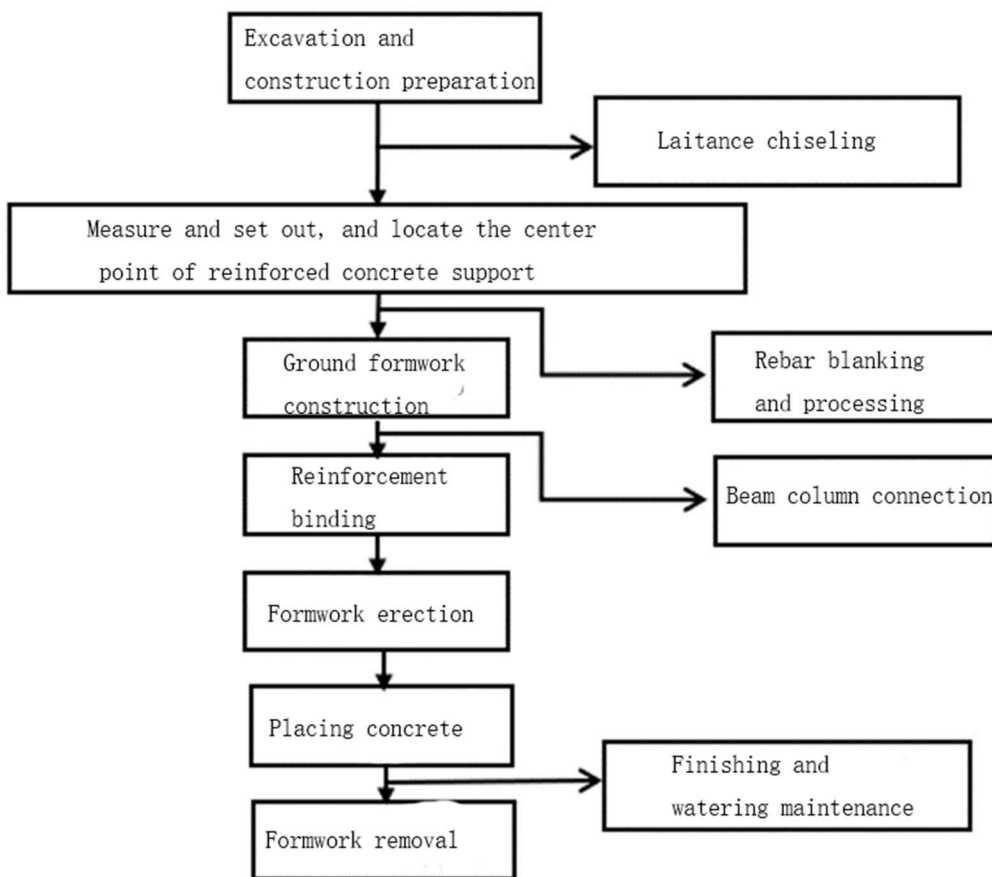 Excavation and
construction preparation
Laitance chiseling
Measure and set out, and locate the center
point of reinforced concrete support
Ground formwork
construction
Rebar blanking
and processing
Reinforcement
binding
Beam column connection
Formwork erection
Placing concrete
Finishing and
watering maintenance
Formwork removal